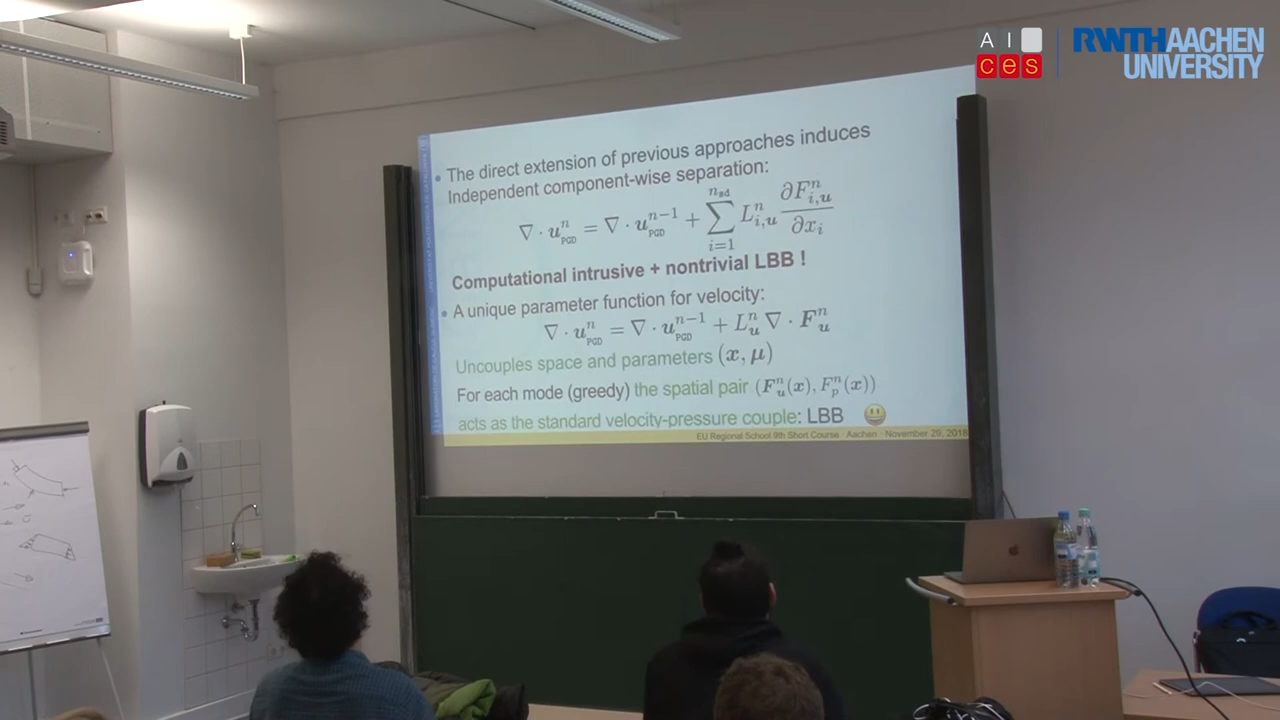 AI
ces
RWTHAACHEN
UNIVERSITY
• The direct extension of previous approaches induces
Independent component-wise separation:
∇ · u^n_PGD = ∇ · u^{n−1}_PGD + ∑_{i=1}^{n_sd} L^n_{i,u} ∂F^n_{i,u}/∂x_i
Computational intrusive + nontrivial LBB !
• A unique parameter function for velocity:
∇ · u^n_PGD = ∇ · u^{n−1}_PGD + L^n_u ∇ · F^n_u
Uncouples space and parameters (x, μ)
For each mode (greedy) the spatial pair (F^n_u(x), F^n_p(x))
acts as the standard velocity-pressure couple: LBB 😃
EU Regional School 9th Short Course · Aachen · November 29, 2018